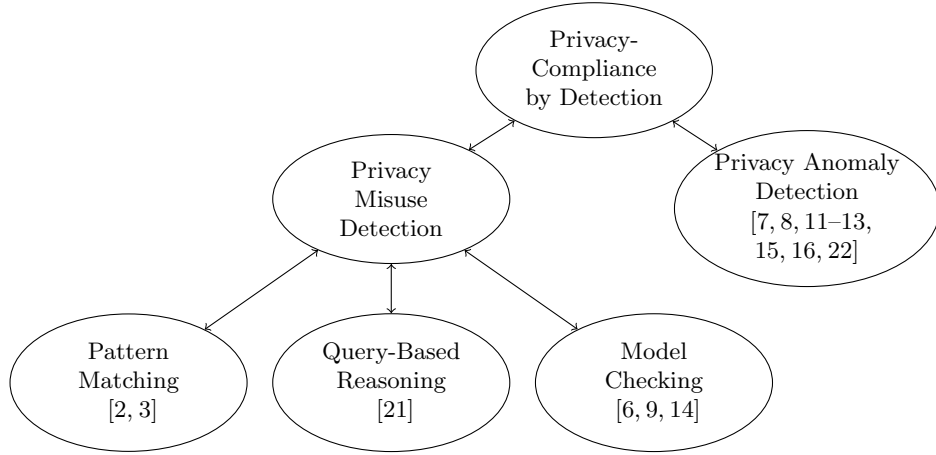 Privacy-
Compliance
by Detection
Privacy
Misuse
Detection
Privacy Anomaly
Detection
[7, 8, 11–13,
15, 16, 22]
Pattern
Matching
[2, 3]
Query-Based
Reasoning
[21]
Model
Checking
[6, 9, 14]